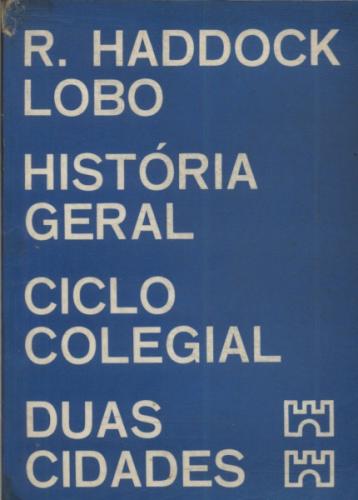 R. HADDOCK
LOBO
HISTÓRIA
GERAL
CICLO
COLEGIAL
DUAS
CIDADES